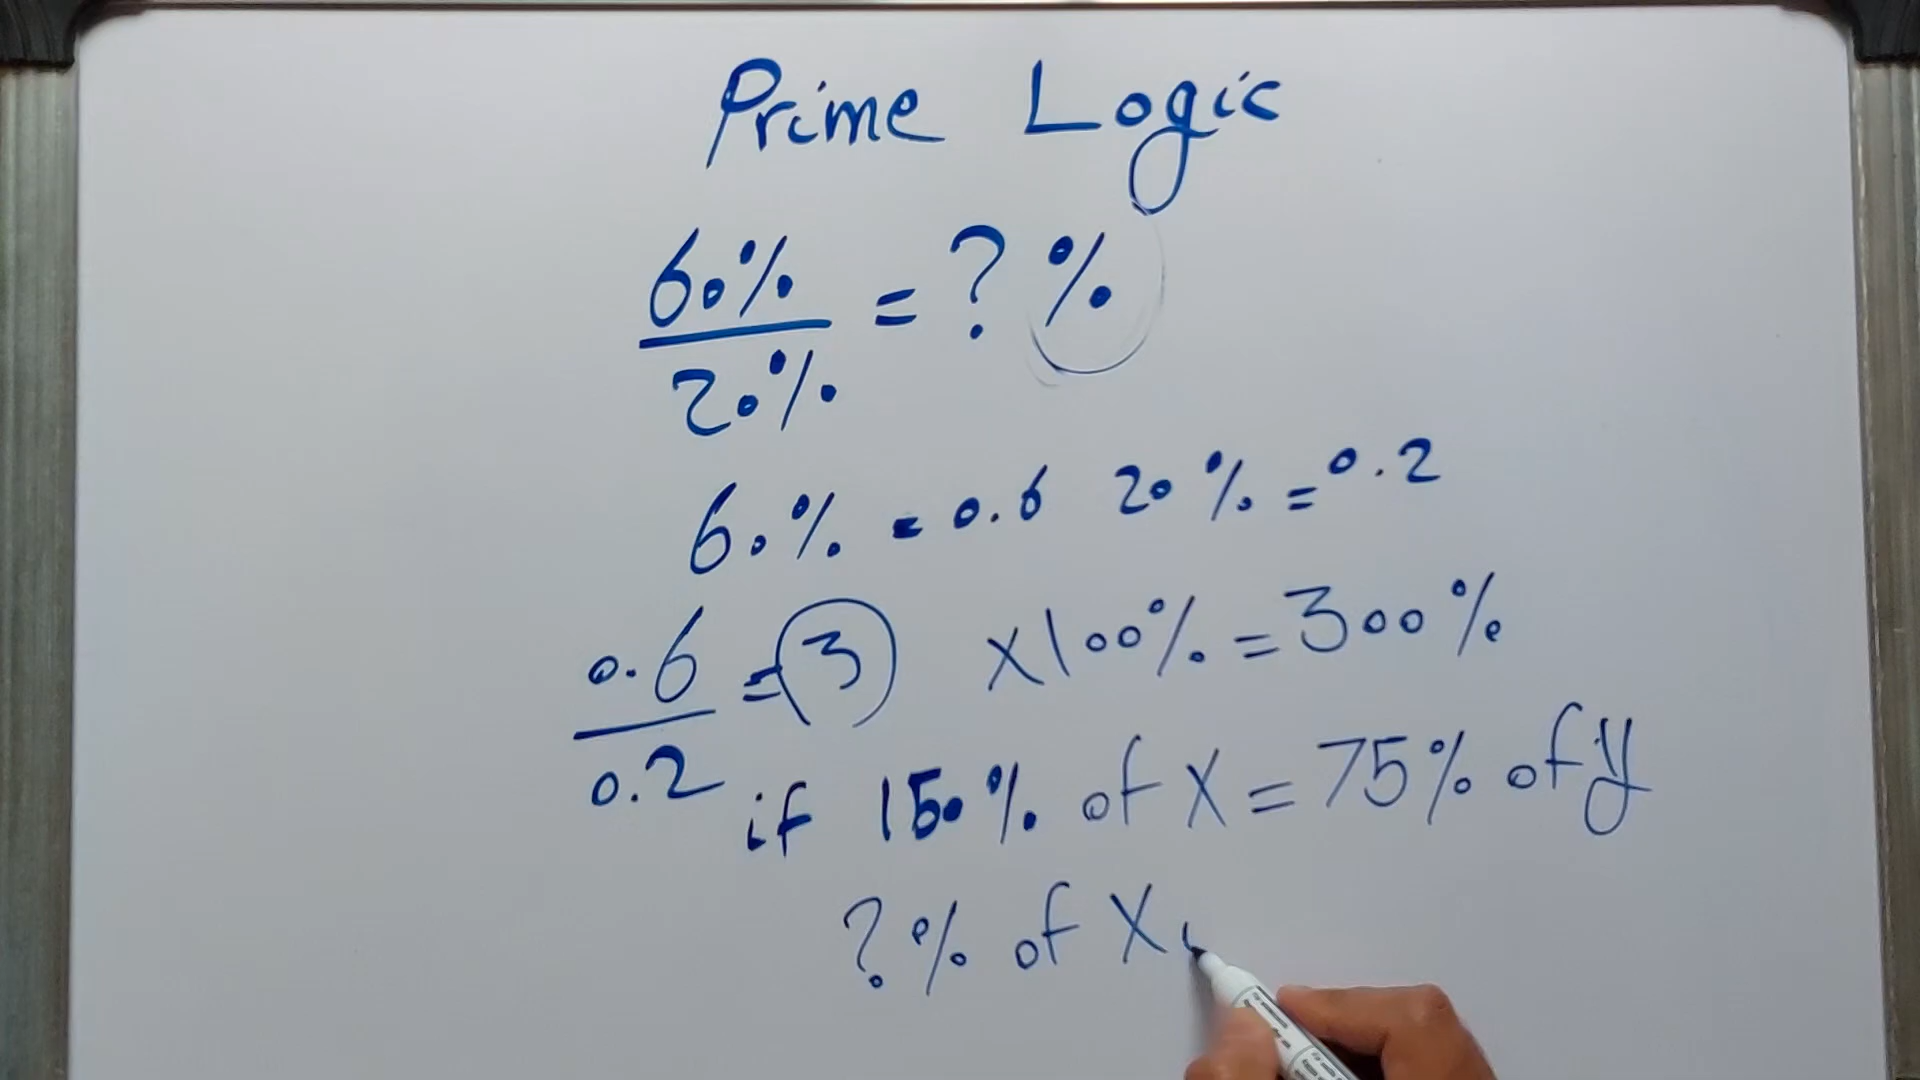 Prime Logic
60% / 20% = ? %
60% = 0.6 20% = 0.2
0.6 / 0.2 = 3 x100% = 300%
if 150% of X = 75% of y
? % of X